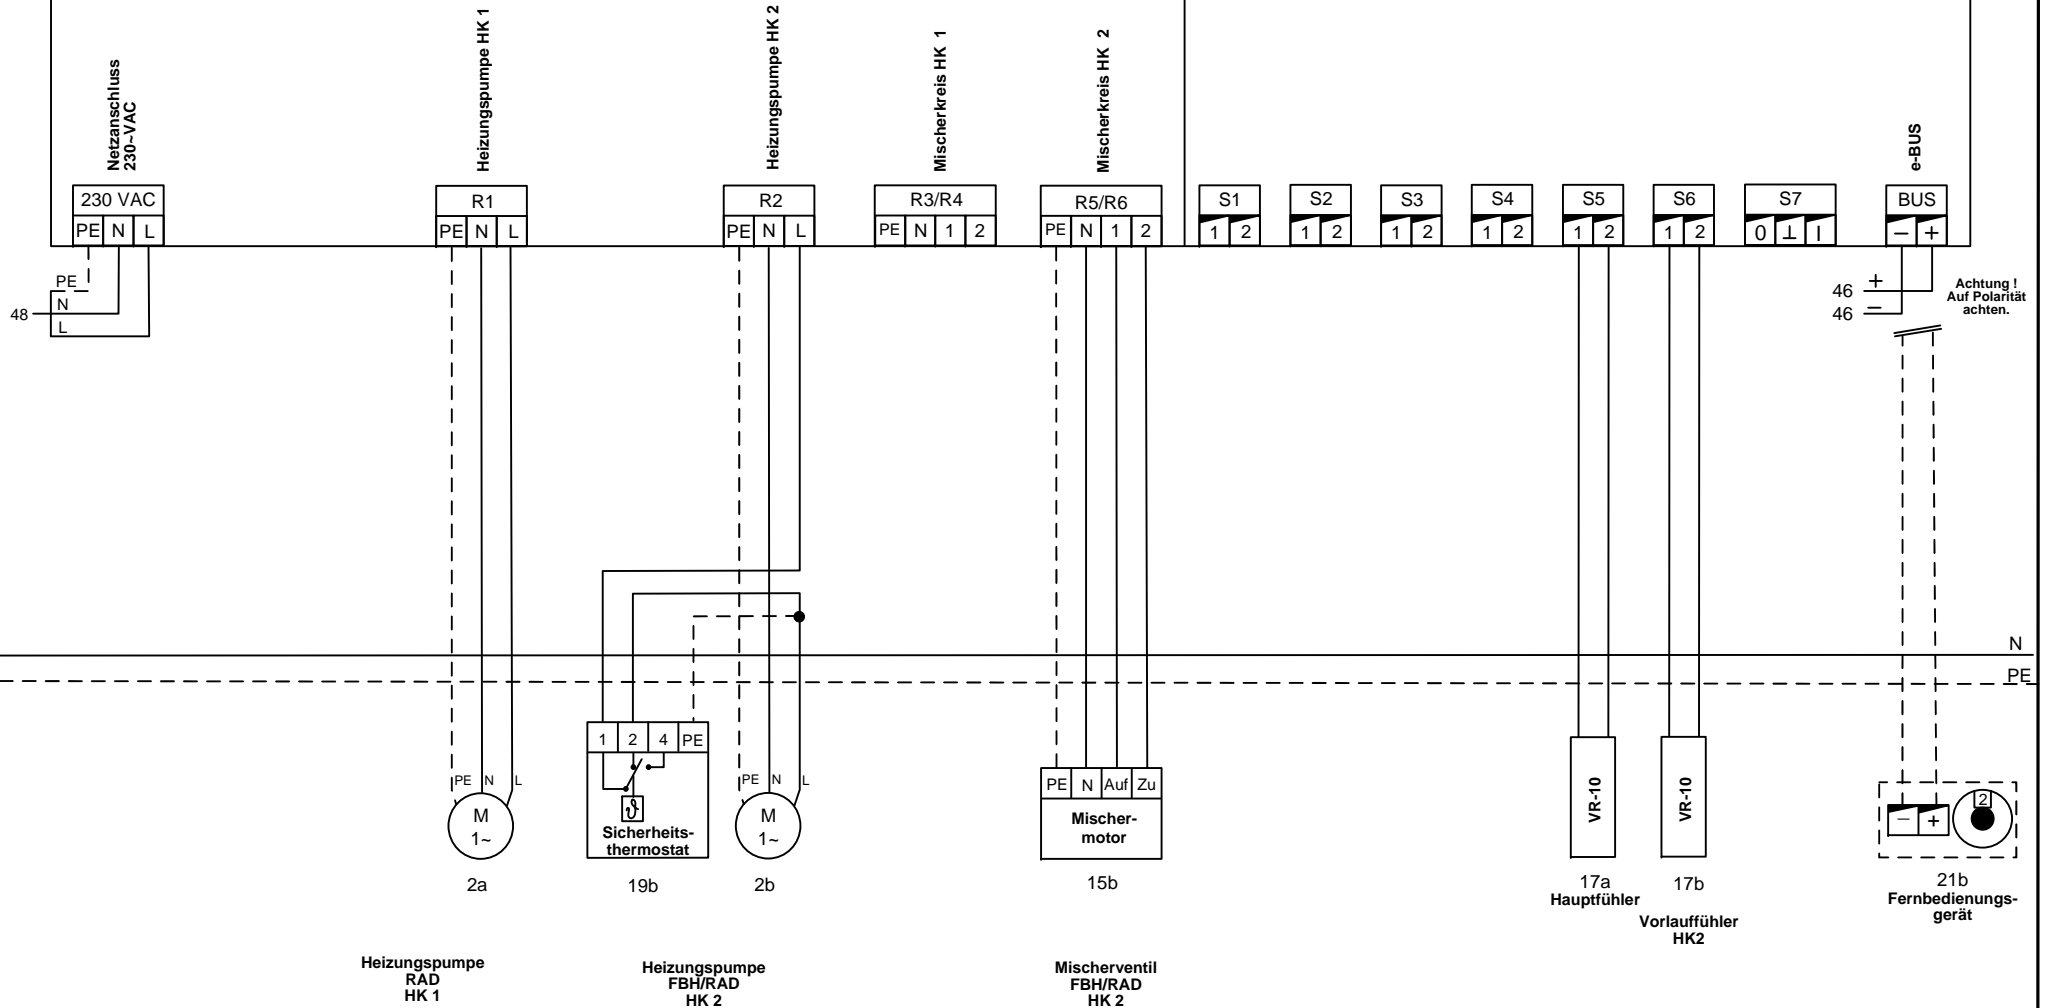 Netzanschluss
230~VAC
Heizungspumpe HK 1
Heizungspumpe HK 2
Mischerkreis HK 1
Mischerkreis HK 2
e-BUS
230 VAC
R1
R2
R3/R4
R5/R6
S1
S2
S3
S4
S5
S6
S7
BUS
PE N L
PE N L
PE N L
PE N 1 2
PE N 1 2
1 2
1 2
1 2
1 2
1 2
1 2
0 ⊥ I
− +
PE
N
48
L
46 +
46 −
Achtung !
Auf Polarität
achten.
N
PE
1 2 4 PE
PE N L
PE N L
PE N Auf Zu
M
1~
ϑ
Sicherheits-
thermostat
M
1~
Mischer-
motor
VR-10
VR-10
2
− +
2a
19b
2b
15b
17a
Hauptfühler
17b
Vorlauffühler
HK2
21b
Fernbedienungs-
gerät
Heizungspumpe
RAD
HK 1
Heizungspumpe
FBH/RAD
HK 2
Mischerventil
FBH/RAD
HK 2